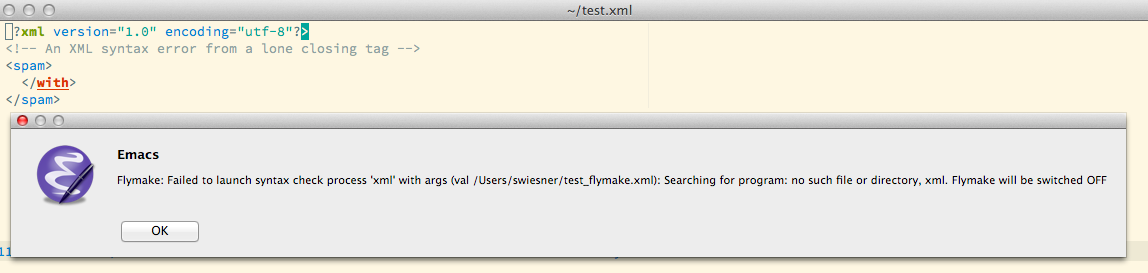 ~/test.xml
<?xml version="1.0" encoding="utf-8"?>
<!-- An XML syntax error from a lone closing tag -->
<spam>
</with>
</spam>
Emacs
Flymake: Failed to launch syntax check process 'xml' with args (val /Users/swiesner/test_flymake.xml): Searching for program: no such file or directory, xml. Flymake will be switched OFF
OK